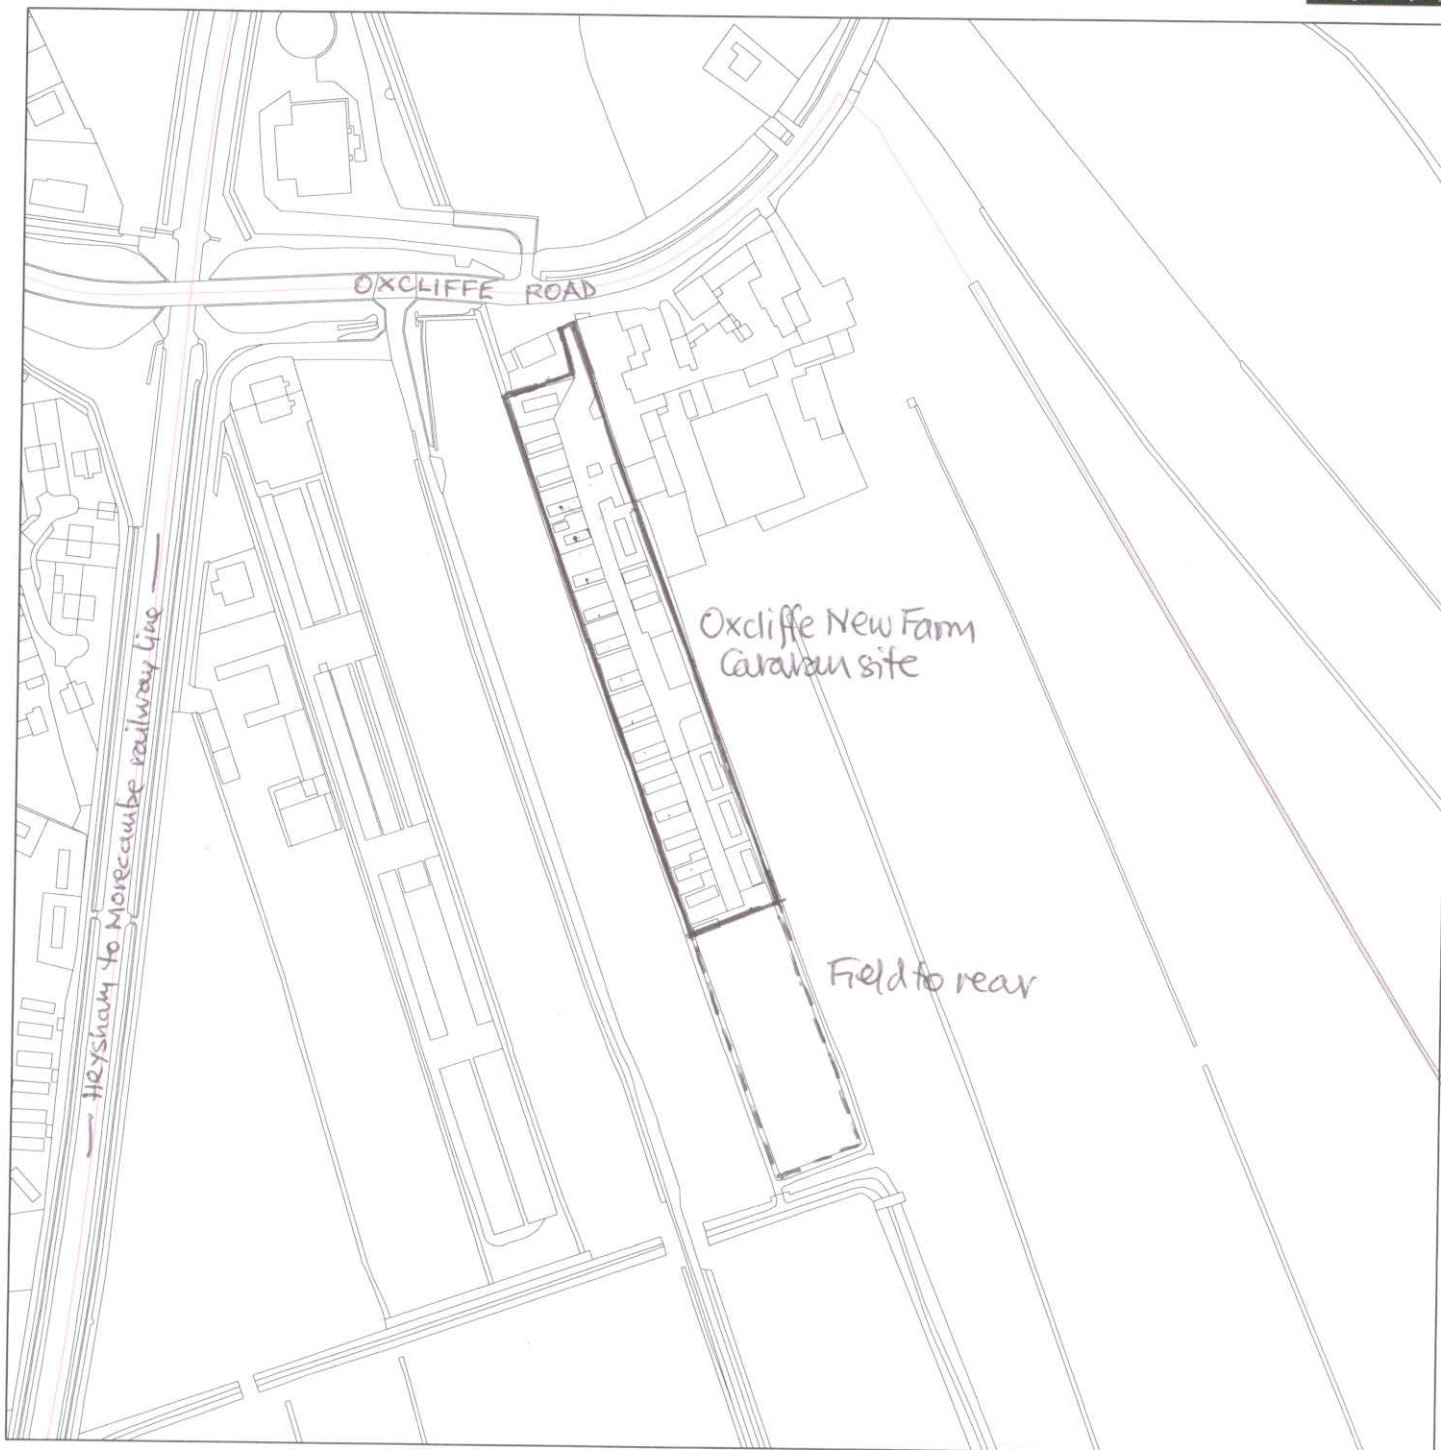 OXCLIFFE ROAD
Oxcliffe New Farm
Caravan site
Field to rear
Heysham to Morecambe railway line